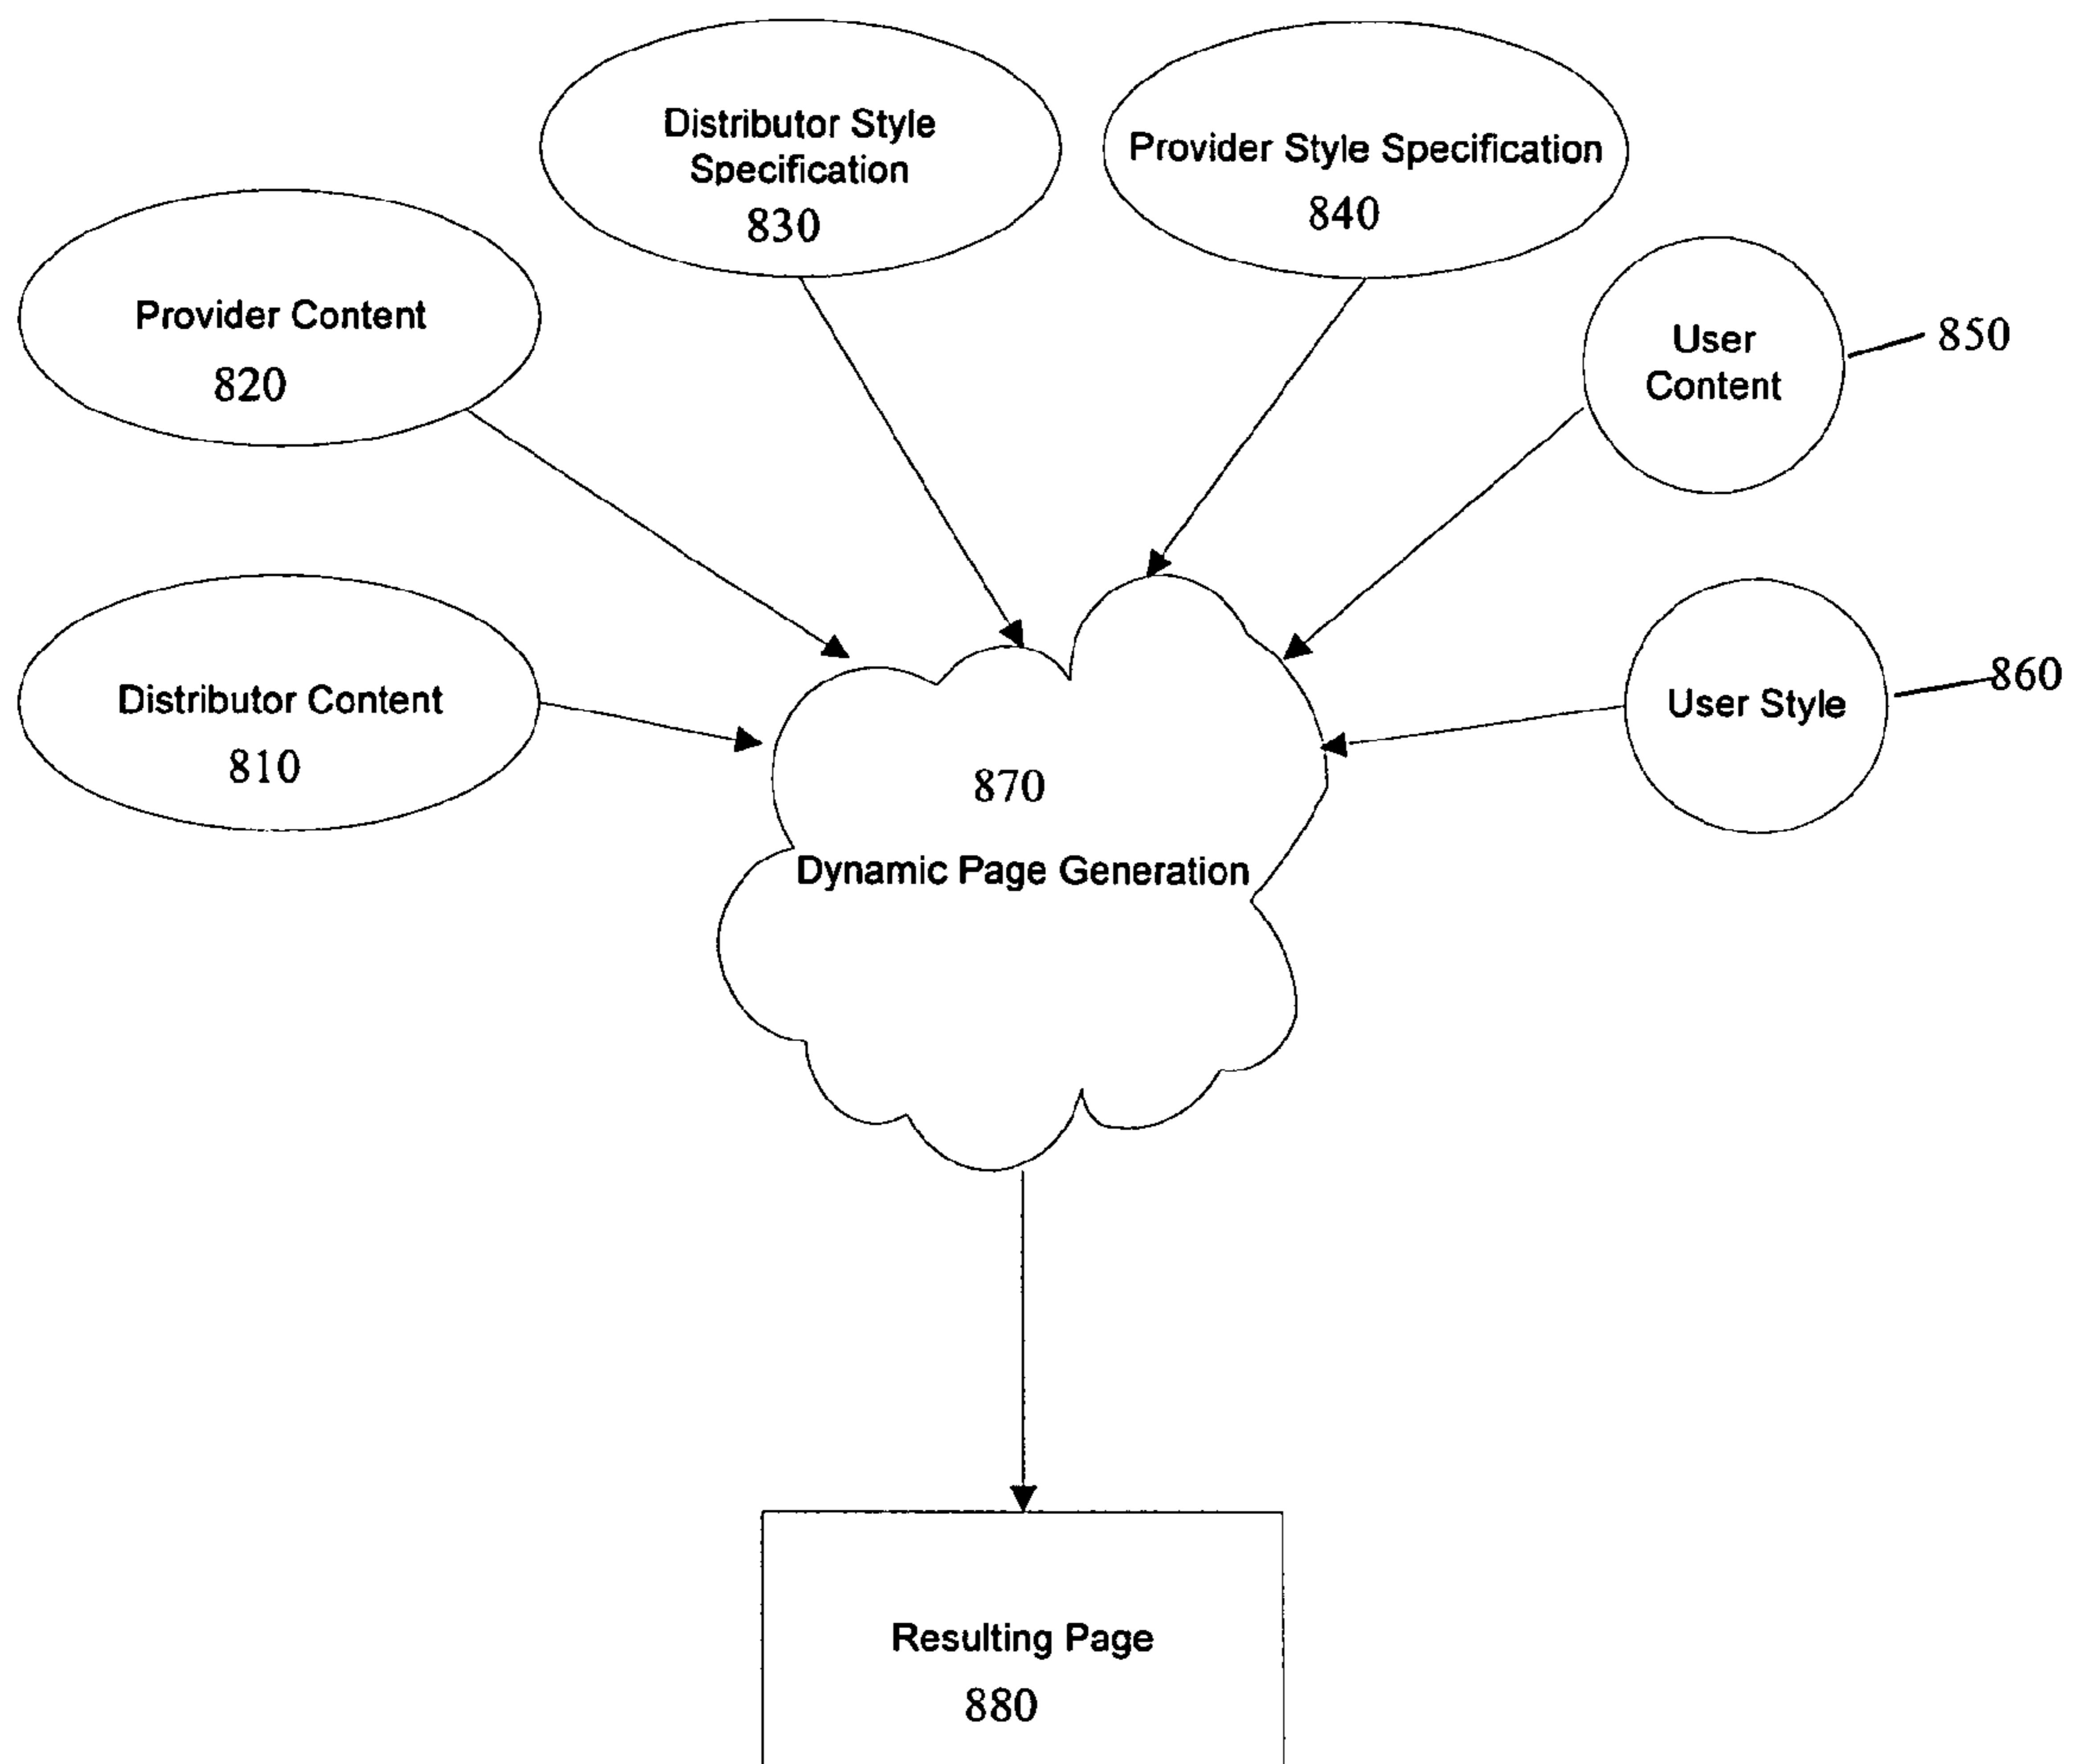 Distributor Style
Specification
830
Provider Style Specification
840
Provider Content
820
User
Content
850
Distributor Content
810
User Style
860
870
Dynamic Page Generation
Resulting Page
880